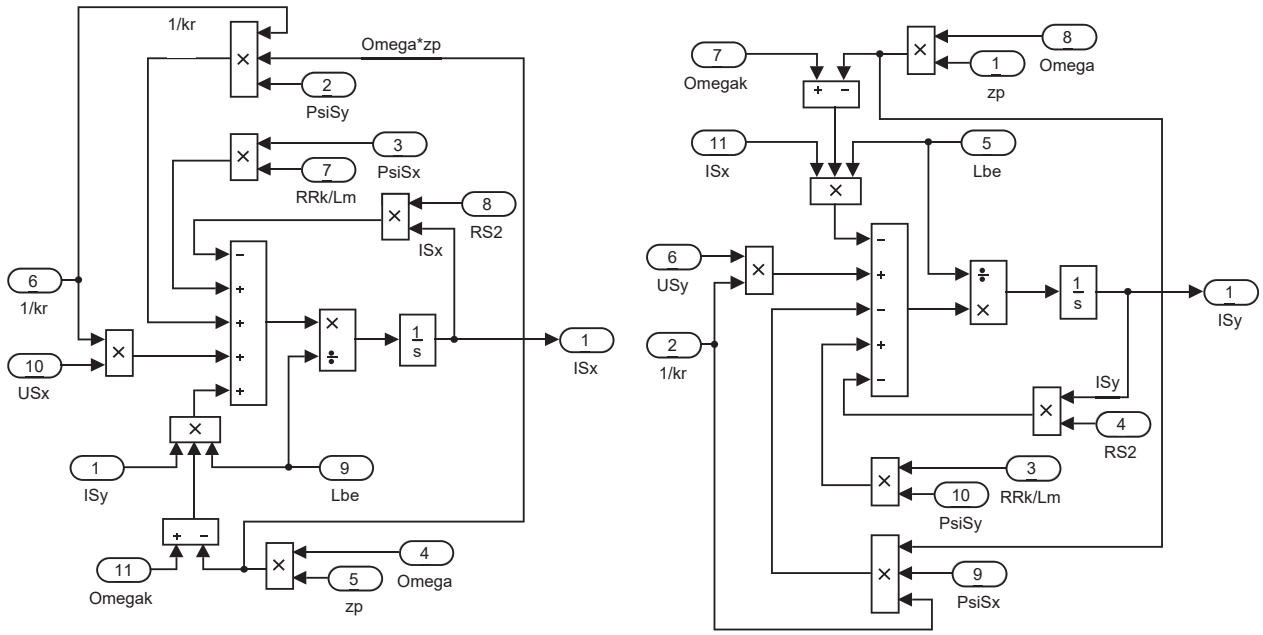 1/kr
×
Omega*zp
2
PsiSy
×
3
PsiSx
7
RRk/Lm
×
8
RS2
ISx
6
1/kr
−
+
+
+
+
×
÷
1
s
1
ISx
10
USx
×
×
1
ISy
9
Lbe
+ −
11
Omegak
×
4
Omega
5
zp
7
Omegak
×
8
Omega
1
zp
+ −
11
ISx
5
Lbe
×
6
USy
×
−
+
−
+
−
÷
×
1
s
1
ISy
2
1/kr
ISy
×
4
RS2
×
3
RRk/Lm
10
PsiSy
×
9
PsiSx